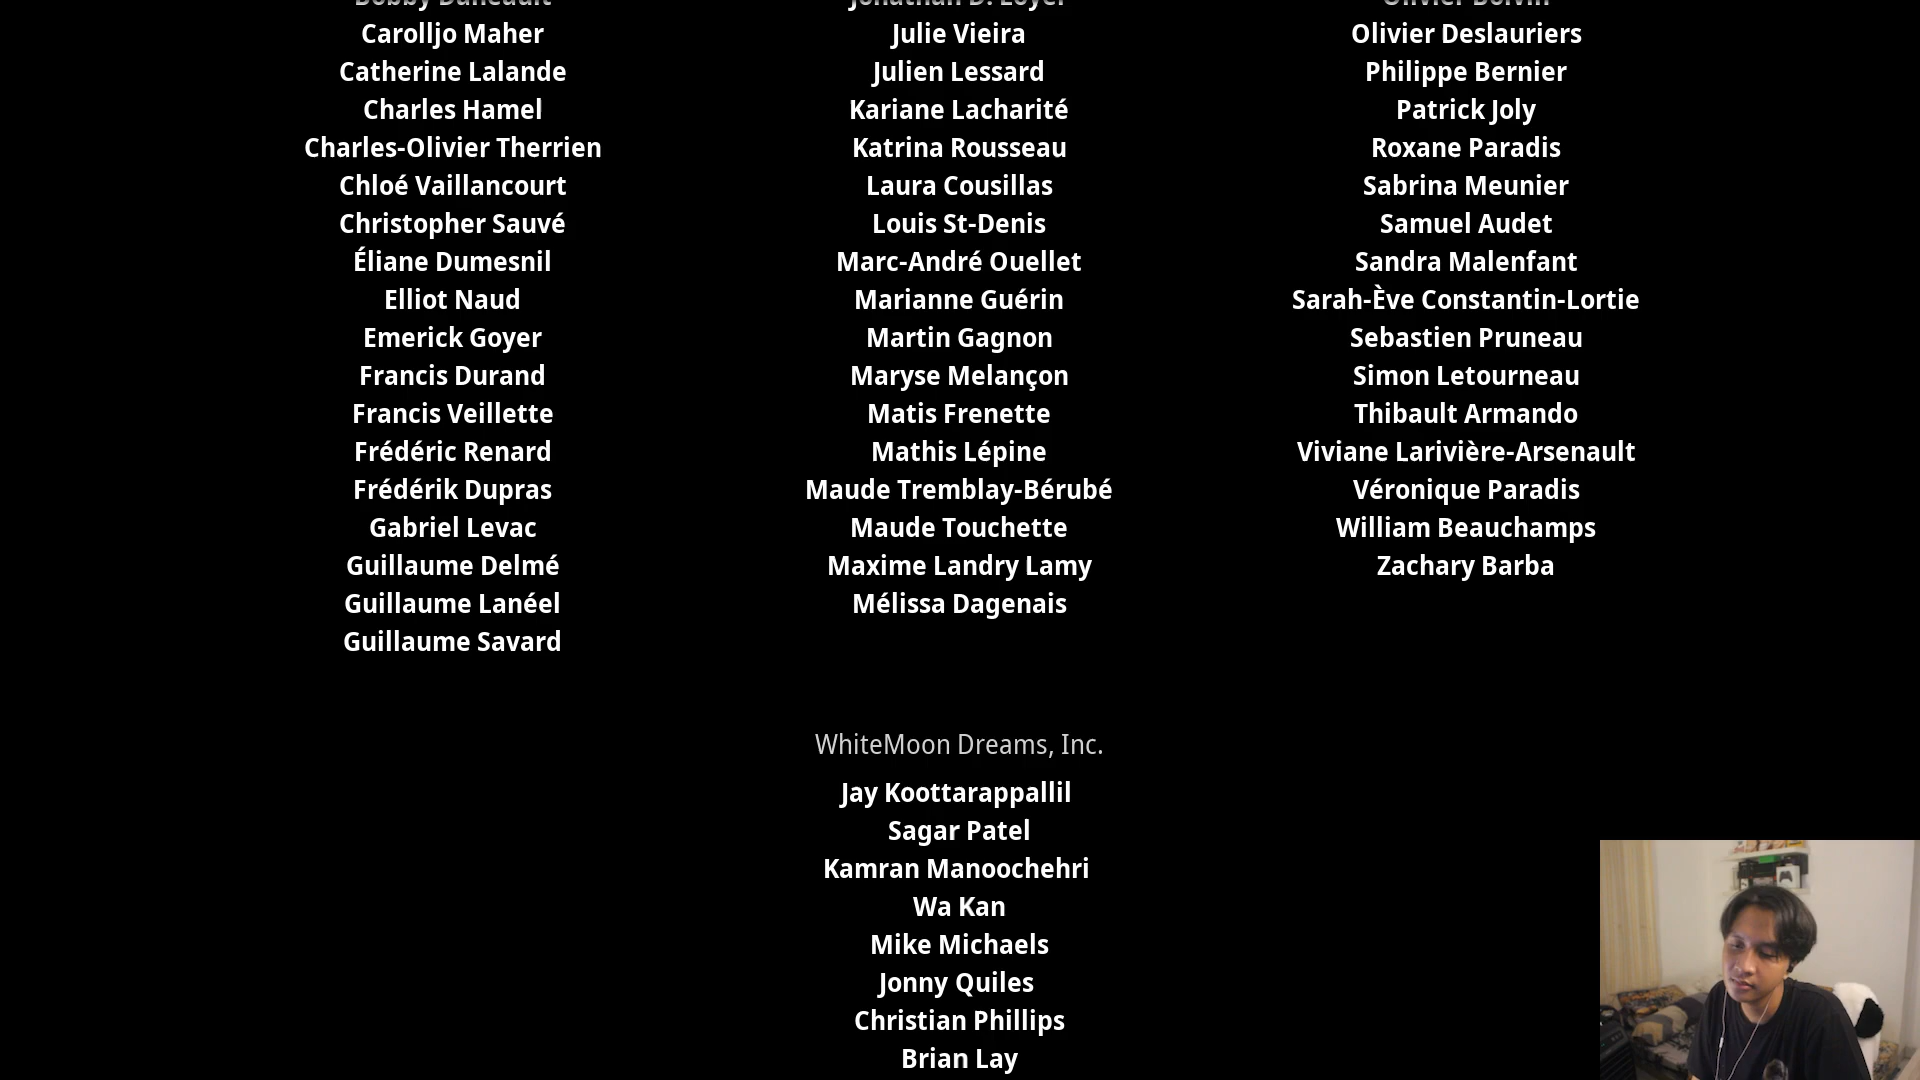 Carolljo Maher
Catherine Lalande
Charles Hamel
Charles-Olivier Therrien
Chloé Vaillancourt
Christopher Sauvé
Éliane Dumesnil
Elliot Naud
Emerick Goyer
Francis Durand
Francis Veillette
Frédéric Renard
Frédérik Dupras
Gabriel Levac
Guillaume Delmé
Guillaume Lanéel
Guillaume Savard
Julie Vieira
Julien Lessard
Kariane Lacharité
Katrina Rousseau
Laura Cousillas
Louis St-Denis
Marc-André Ouellet
Marianne Guérin
Martin Gagnon
Maryse Melançon
Matis Frenette
Mathis Lépine
Maude Tremblay-Bérubé
Maude Touchette
Maxime Landry Lamy
Mélissa Dagenais
Olivier Deslauriers
Philippe Bernier
Patrick Joly
Roxane Paradis
Sabrina Meunier
Samuel Audet
Sandra Malenfant
Sarah-Ève Constantin-Lortie
Sebastien Pruneau
Simon Letourneau
Thibault Armando
Viviane Larivière-Arsenault
Véronique Paradis
William Beauchamps
Zachary Barba
WhiteMoon Dreams, Inc.
Jay Koottarappallil
Sagar Patel
Kamran Manoochehri
Wa Kan
Mike Michaels
Jonny Quiles
Christian Phillips
Brian Lay